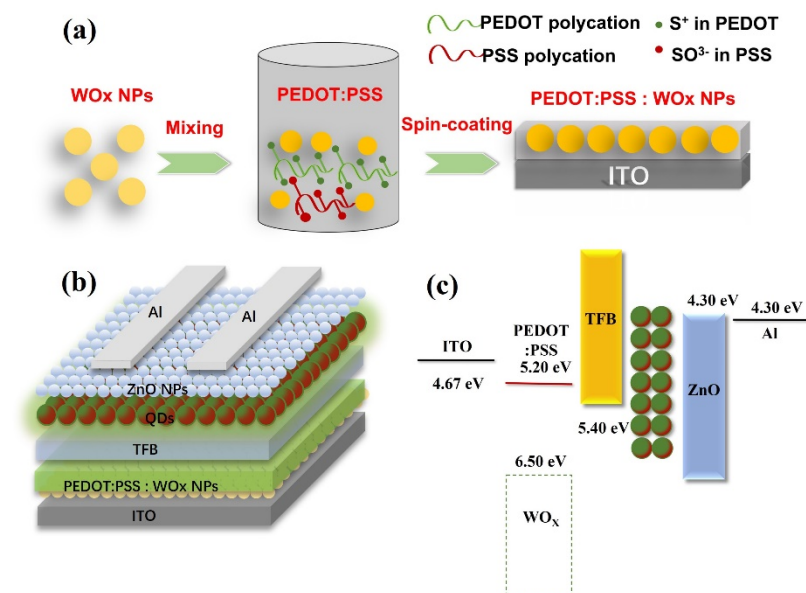 (a)
PEDOT polycation
S⁺ in PEDOT
PSS polycation
SO³⁻ in PSS
WOx NPs
Mixing
PEDOT:PSS
Spin-coating
PEDOT:PSS : WOx NPs
ITO
(b)
Al
Al
ZnO NPs
QDs
TFB
PEDOT:PSS : WOx NPs
ITO
(c)
ITO
4.67 eV
PEDOT
:PSS
5.20 eV
TFB
5.40 eV
6.50 eV
WOₓ
4.30 eV
ZnO
4.30 eV
Al